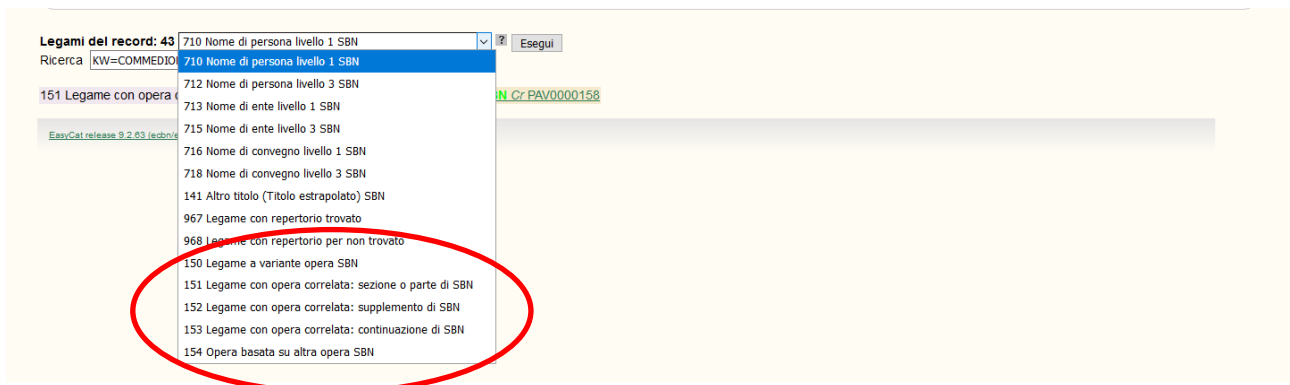 Legami del record: 43 710 Nome di persona livello 1 SBN ? Esegui
Ricerca KW=COMMEDIO
710 Nome di persona livello 1 SBN
712 Nome di persona livello 3 SBN
151 Legame con opera N Cr PAV0000158
713 Nome di ente livello 1 SBN
EasyCat release 9.2.63 (ecbn/e
715 Nome di ente livello 3 SBN
716 Nome di convegno livello 1 SBN
718 Nome di convegno livello 3 SBN
141 Altro titolo (Titolo estrapolato) SBN
967 Legame con repertorio trovato
968 Legame con repertorio per non trovato
150 Legame a variante opera SBN
151 Legame con opera correlata: sezione o parte di SBN
152 Legame con opera correlata: supplemento di SBN
153 Legame con opera correlata: continuazione di SBN
154 Opera basata su altra opera SBN